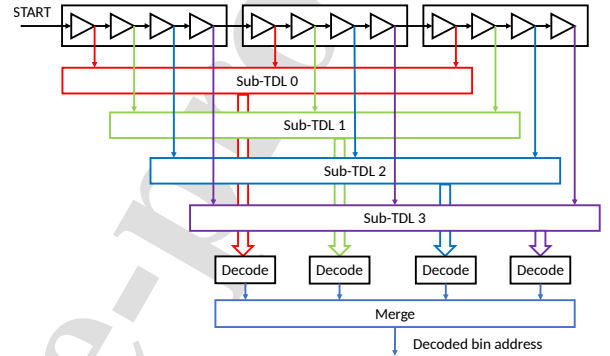 START
Sub-TDL 0
Sub-TDL 1
Sub-TDL 2
Sub-TDL 3
Decode Decode Decode Decode
Merge
Decoded bin address